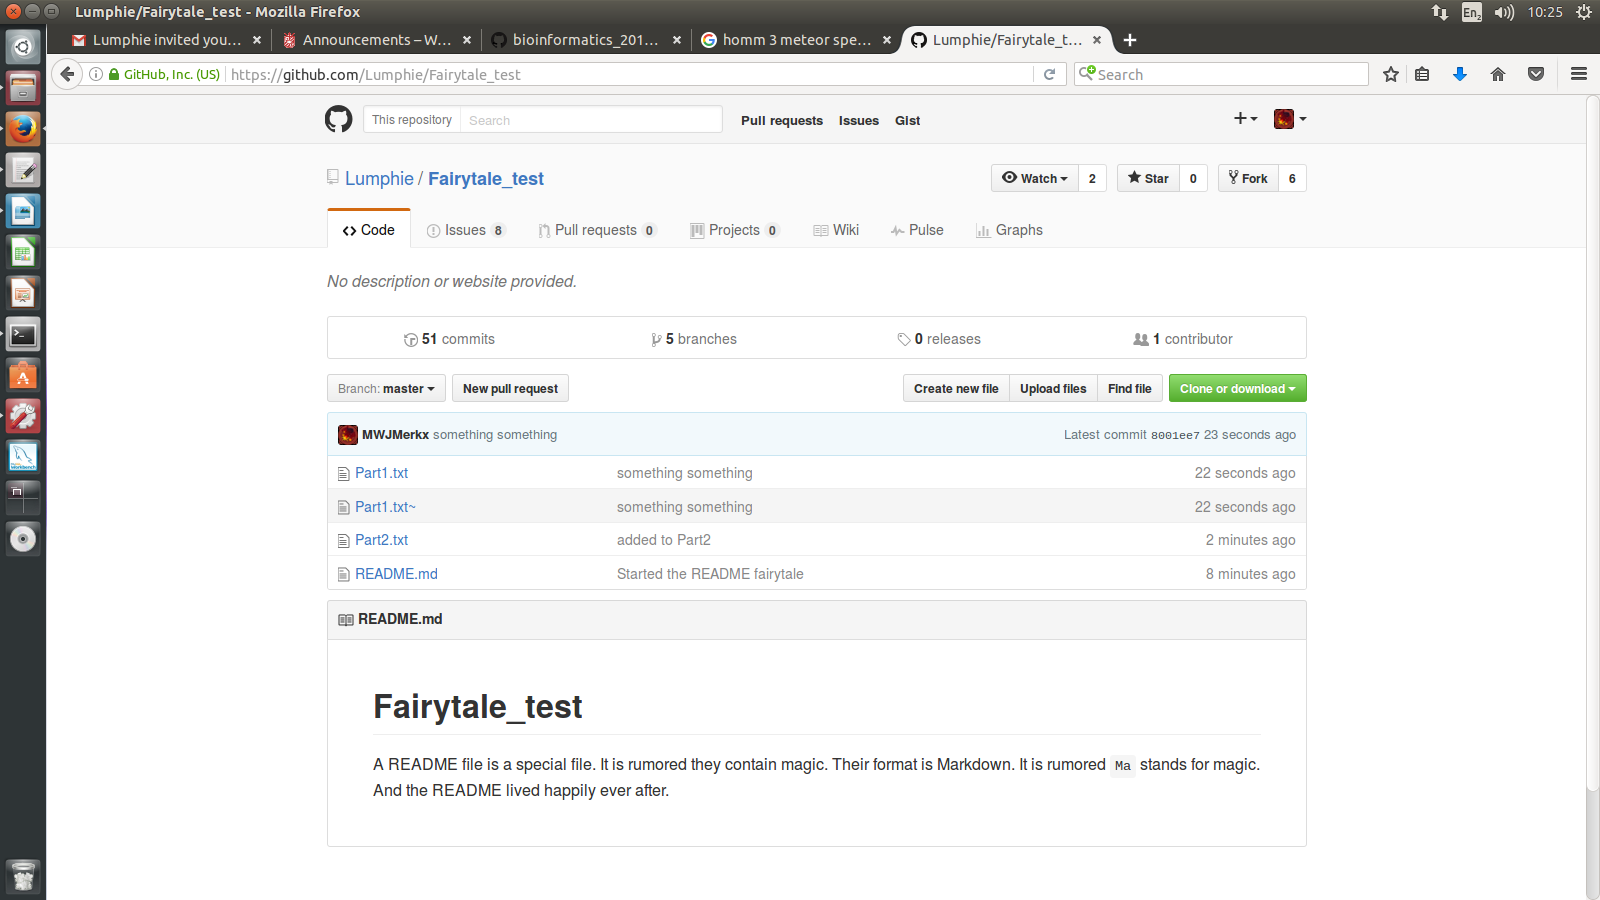 Lumphie/Fairytale_test - Mozilla Firefox
En2
10:25
Lumphie invited you...
Announcements – W...
bioinformatics_201...
homm 3 meteor spe...
Lumphie/Fairytale_t...
GitHub, Inc. (US)
https://github.com/Lumphie/Fairytale_test
Search
This repository
Search
Pull requests
Issues
Gist
Lumphie / Fairytale_test
Watch 2
Star 0
Fork 6
Code
Issues 8
Pull requests 0
Projects 0
Wiki
Pulse
Graphs
No description or website provided.
51 commits
5 branches
0 releases
1 contributor
Branch: master
New pull request
Create new file
Upload files
Find file
Clone or download
MWJMerkx something something
Latest commit 8001ee7 23 seconds ago
Part1.txt something something 22 seconds ago
Part1.txt~ something something 22 seconds ago
Part2.txt added to Part2 2 minutes ago
README.md Started the README fairytale 8 minutes ago
README.md
Fairytale_test
A README file is a special file. It is rumored they contain magic. Their format is Markdown. It is rumored Ma stands for magic.
And the README lived happily ever after.